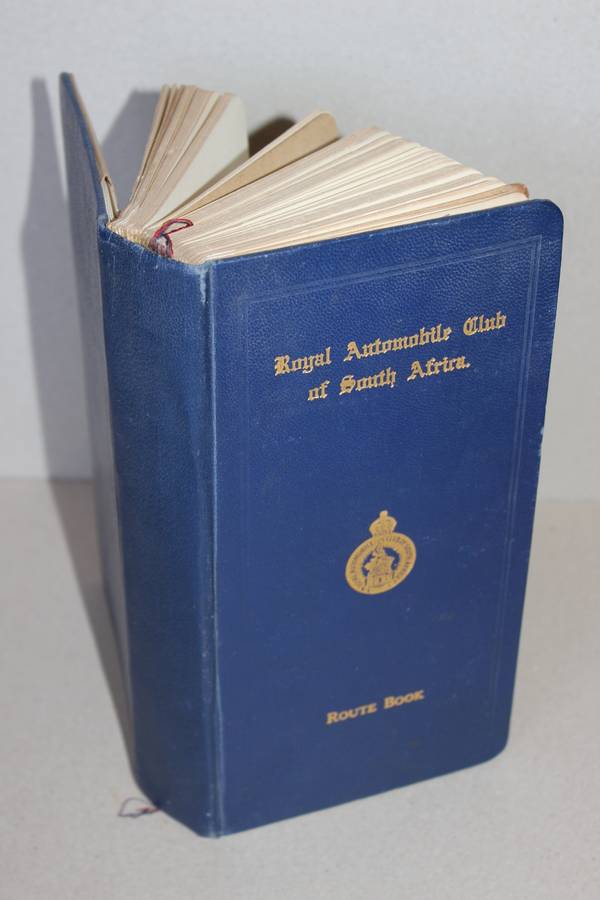 Royal Automobile Club
of South Africa.
ROUTE BOOK